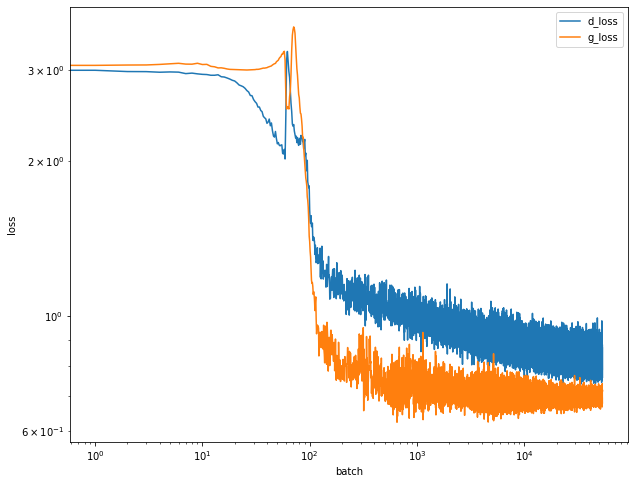 d_loss
g_loss
3 × 10⁰
2 × 10⁰
10⁰
6 × 10⁻¹
loss
10⁰
10¹
10²
10³
10⁴
batch